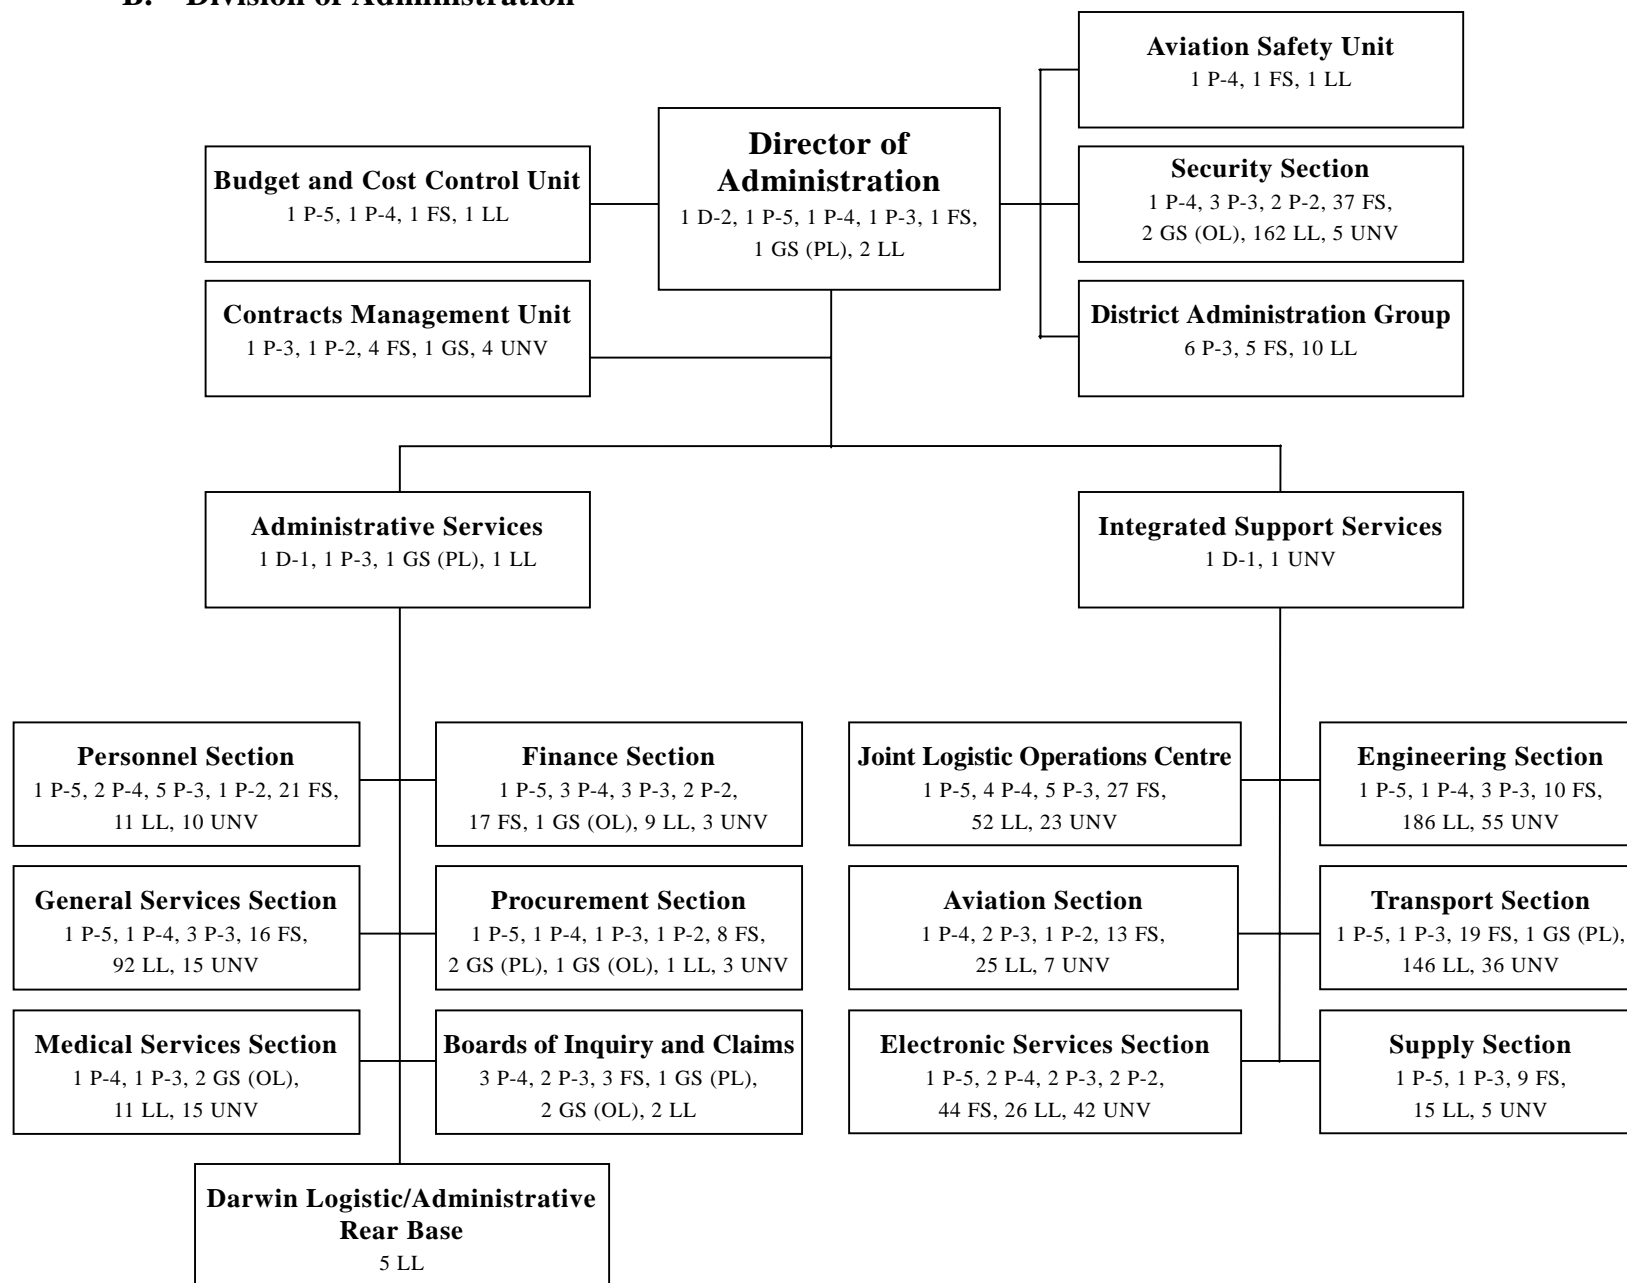 B. Division of Administration
Aviation Safety Unit
1 P-4, 1 FS, 1 LL
Director of
Administration
1 D-2, 1 P-5, 1 P-4, 1 P-3, 1 FS,
1 GS (PL), 2 LL
Budget and Cost Control Unit
1 P-5, 1 P-4, 1 FS, 1 LL
Security Section
1 P-4, 3 P-3, 2 P-2, 37 FS,
2 GS (OL), 162 LL, 5 UNV
Contracts Management Unit
1 P-3, 1 P-2, 4 FS, 1 GS, 4 UNV
District Administration Group
6 P-3, 5 FS, 10 LL
Administrative Services
1 D-1, 1 P-3, 1 GS (PL), 1 LL
Integrated Support Services
1 D-1, 1 UNV
Personnel Section
1 P-5, 2 P-4, 5 P-3, 1 P-2, 21 FS,
11 LL, 10 UNV
Finance Section
1 P-5, 3 P-4, 3 P-3, 2 P-2,
17 FS, 1 GS (OL), 9 LL, 3 UNV
Joint Logistic Operations Centre
1 P-5, 4 P-4, 5 P-3, 27 FS,
52 LL, 23 UNV
Engineering Section
1 P-5, 1 P-4, 3 P-3, 10 FS,
186 LL, 55 UNV
General Services Section
1 P-5, 1 P-4, 3 P-3, 16 FS,
92 LL, 15 UNV
Procurement Section
1 P-5, 1 P-4, 1 P-3, 1 P-2, 8 FS,
2 GS (PL), 1 GS (OL), 1 LL, 3 UNV
Aviation Section
1 P-4, 2 P-3, 1 P-2, 13 FS,
25 LL, 7 UNV
Transport Section
1 P-5, 1 P-3, 19 FS, 1 GS (PL),
146 LL, 36 UNV
Medical Services Section
1 P-4, 1 P-3, 2 GS (OL),
11 LL, 15 UNV
Boards of Inquiry and Claims
3 P-4, 2 P-3, 3 FS, 1 GS (PL),
2 GS (OL), 2 LL
Electronic Services Section
1 P-5, 2 P-4, 2 P-3, 2 P-2,
44 FS, 26 LL, 42 UNV
Supply Section
1 P-5, 1 P-3, 9 FS,
15 LL, 5 UNV
Darwin Logistic/Administrative
Rear Base
5 LL